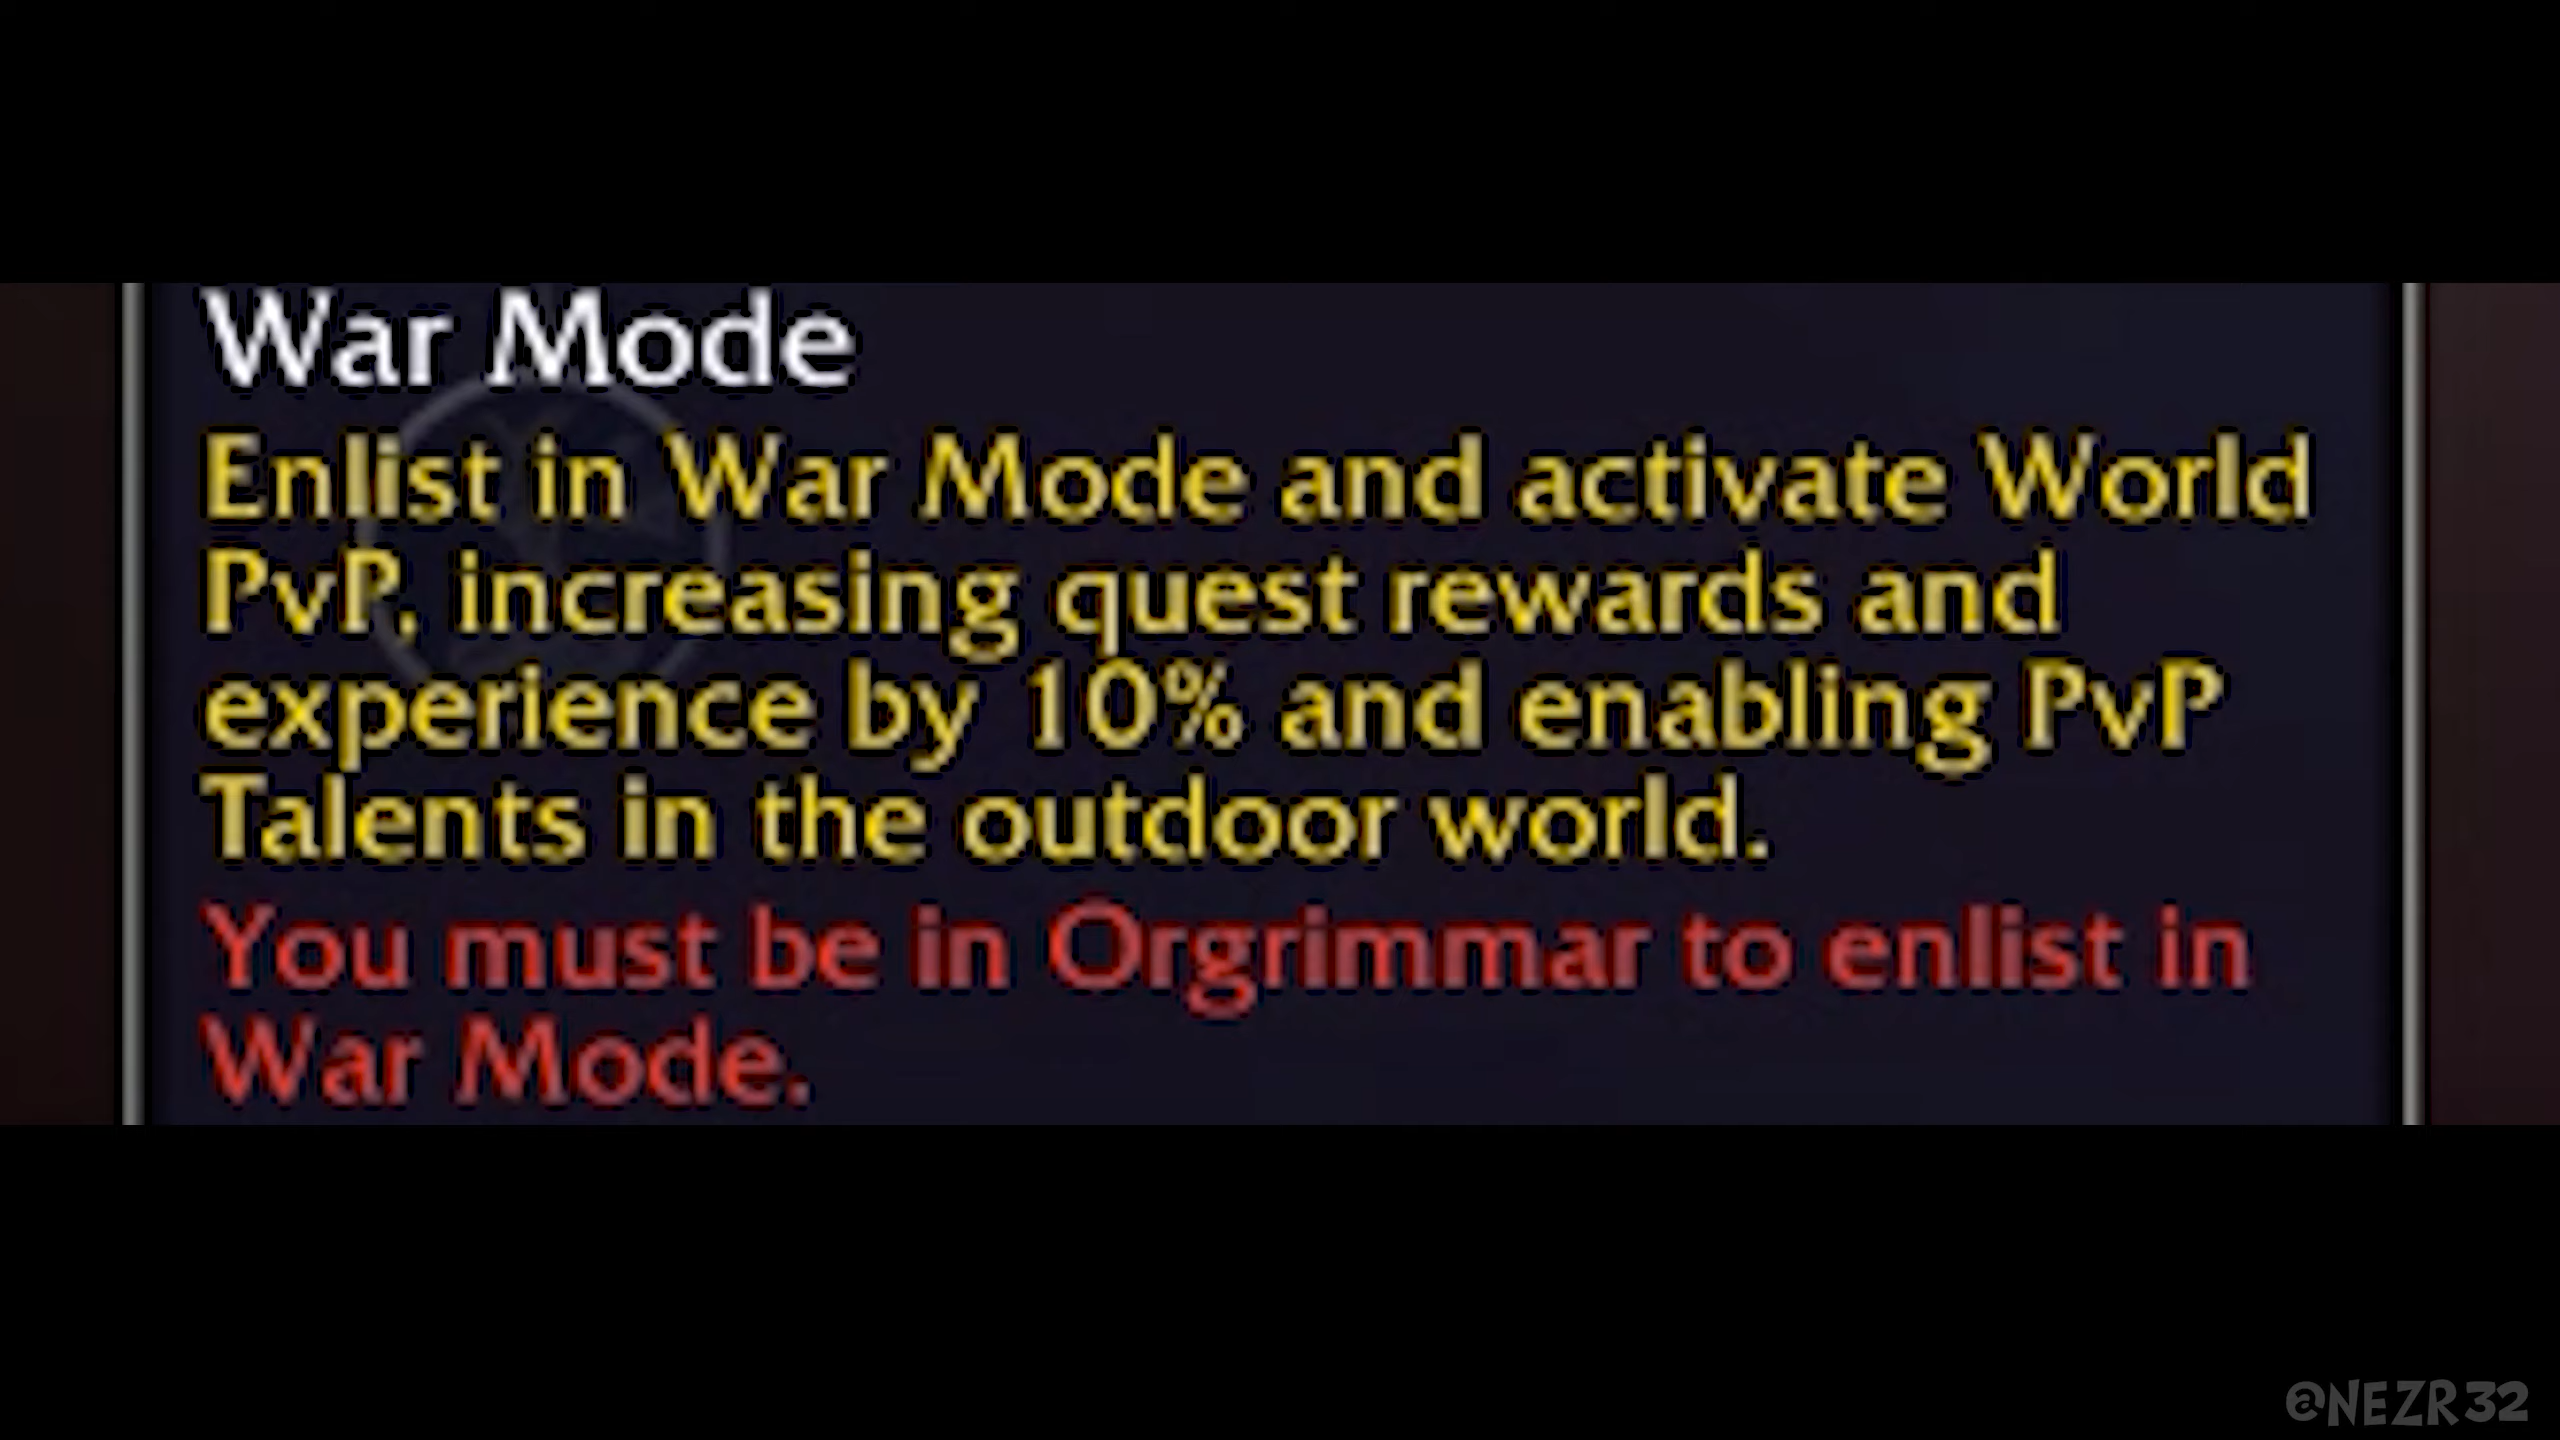 War Mode
Enlist in War Mode and activate World
PvP, increasing quest rewards and
experience by 10% and enabling PvP
Talents in the outdoor world.
You must be in Orgrimmar to enlist in
War Mode.
@NEZR32